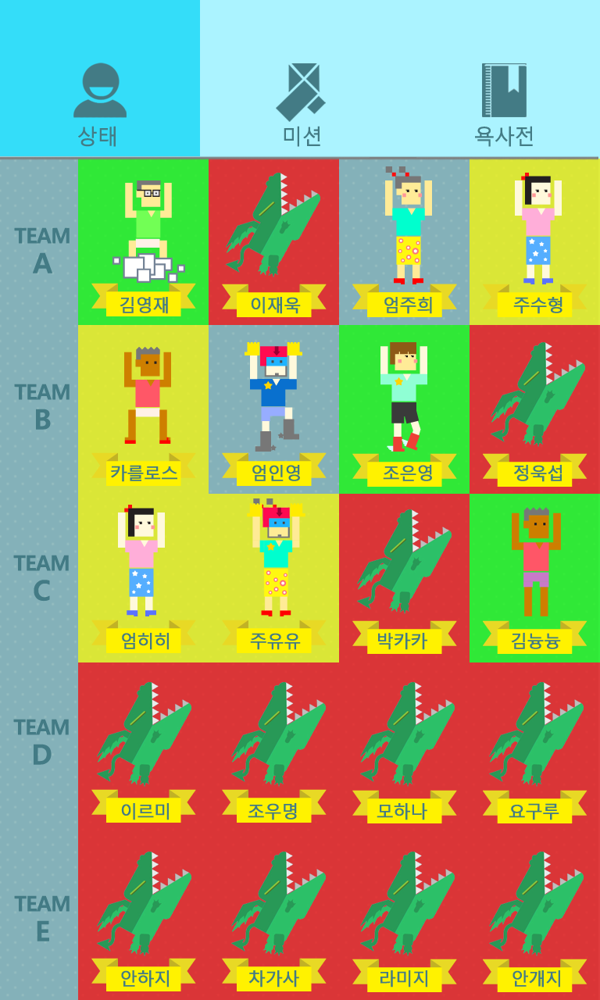 상태
미션
욕사전
TEAM
A
김영재
이재욱
엄주희
주수형
TEAM
B
카를로스
엄인영
조은영
정욱섭
TEAM
C
엄히히
주유유
박카카
김늉늉
TEAM
D
이르미
조우명
모하나
요구루
TEAM
E
안하지
차가사
라미지
안개지